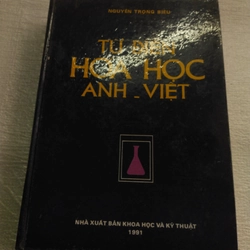 NGUYỄN TRỌNG BIỂU
TỪ ĐIỂN
HÓA HỌC
ANH - VIỆT
NHÀ XUẤT BẢN KHOA HỌC VÀ KỸ THUẬT
1991